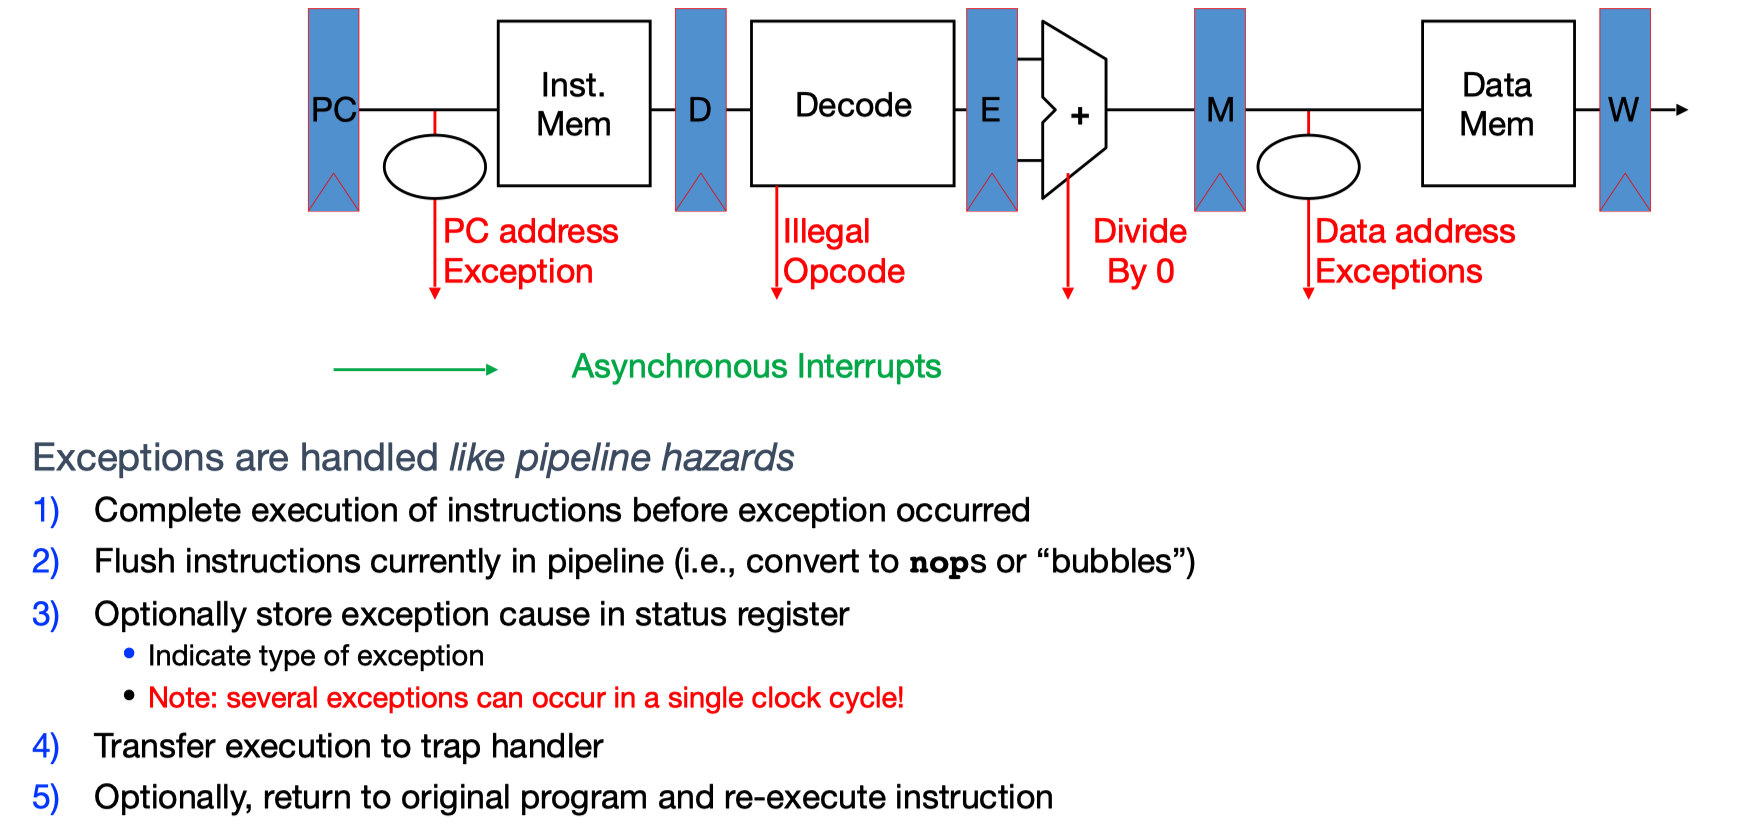 PC
Inst.
Mem
D
Decode
E
+
M
Data
Mem
W
PC address
Exception
Illegal
Opcode
Divide
By 0
Data address
Exceptions
Asynchronous Interrupts
Exceptions are handled like pipeline hazards
1) Complete execution of instructions before exception occurred
2) Flush instructions currently in pipeline (i.e., convert to nops or “bubbles”)
3) Optionally store exception cause in status register
• Indicate type of exception
• Note: several exceptions can occur in a single clock cycle!
4) Transfer execution to trap handler
5) Optionally, return to original program and re-execute instruction